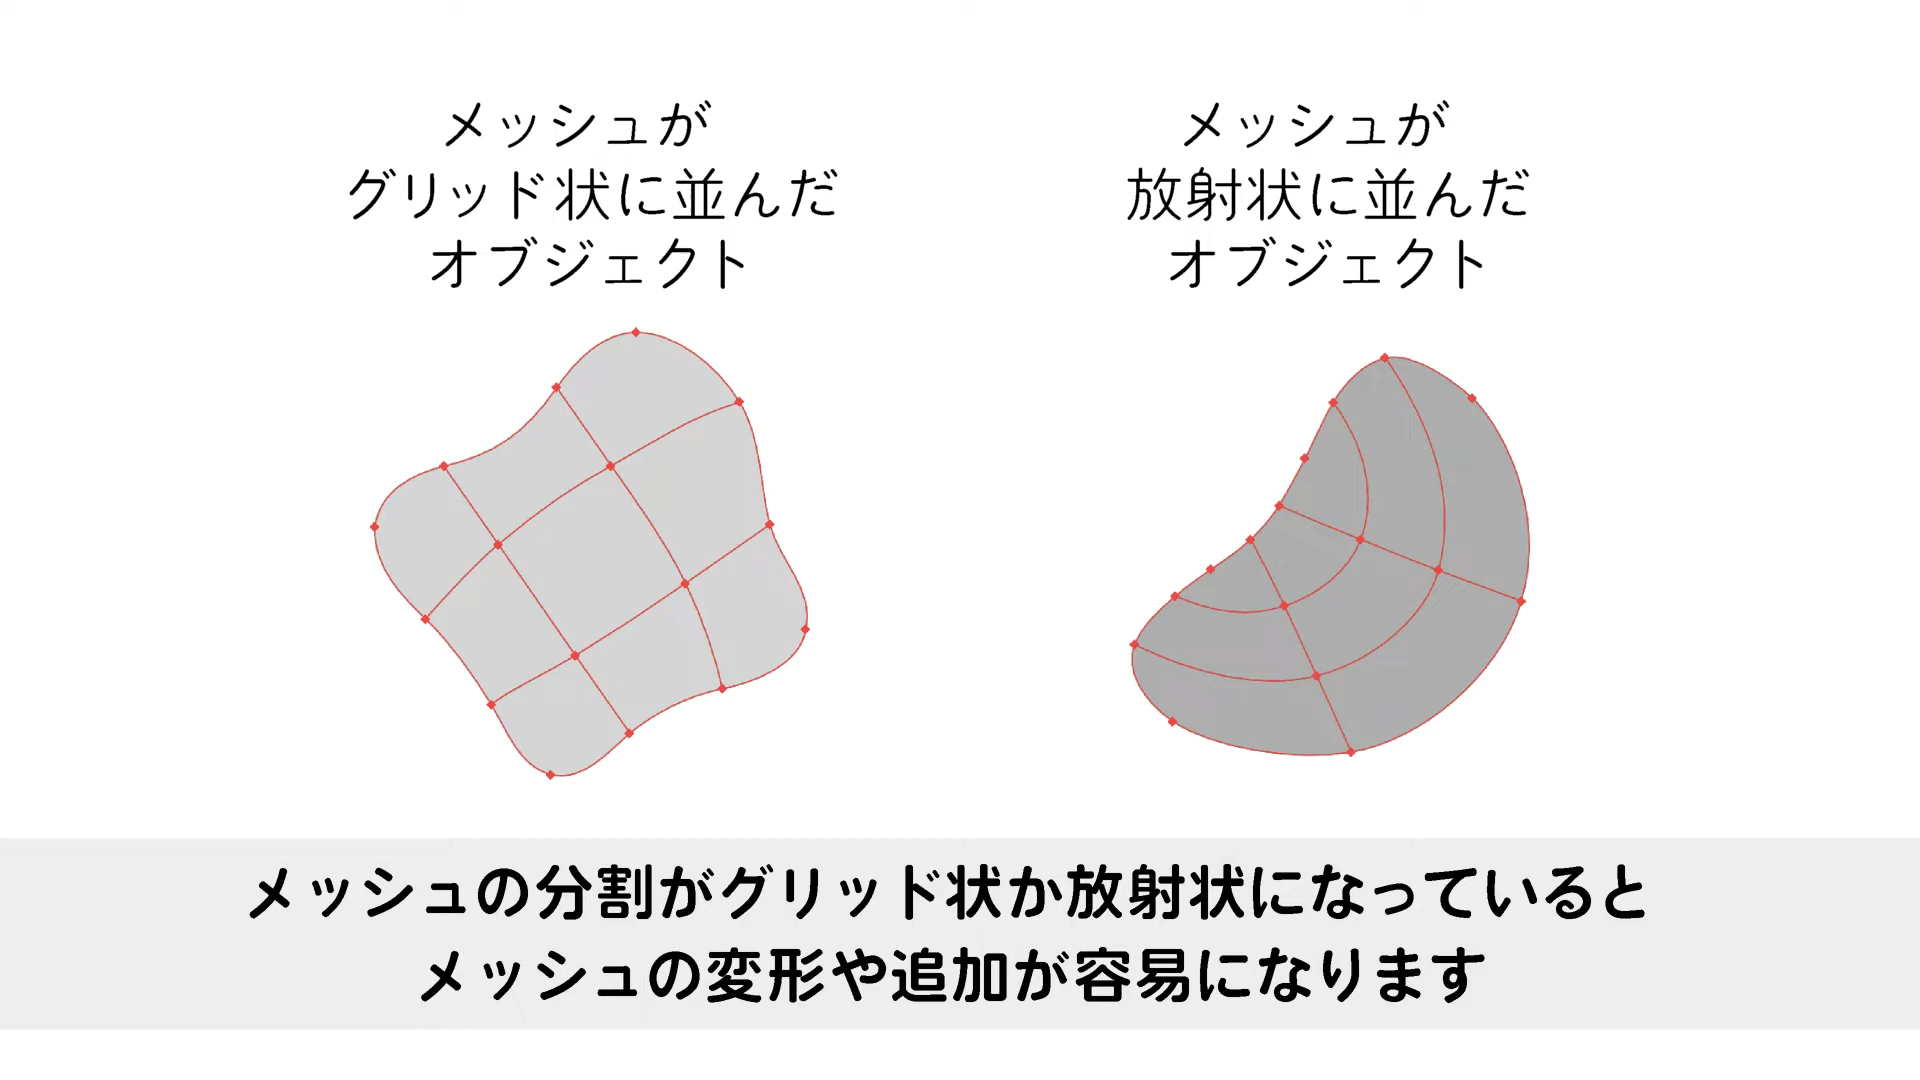 メッシュが
グリッド状に並んだ
オブジェクト
メッシュが
放射状に並んだ
オブジェクト
メッシュの分割がグリッド状か放射状になっていると
メッシュの変形や追加が容易になります